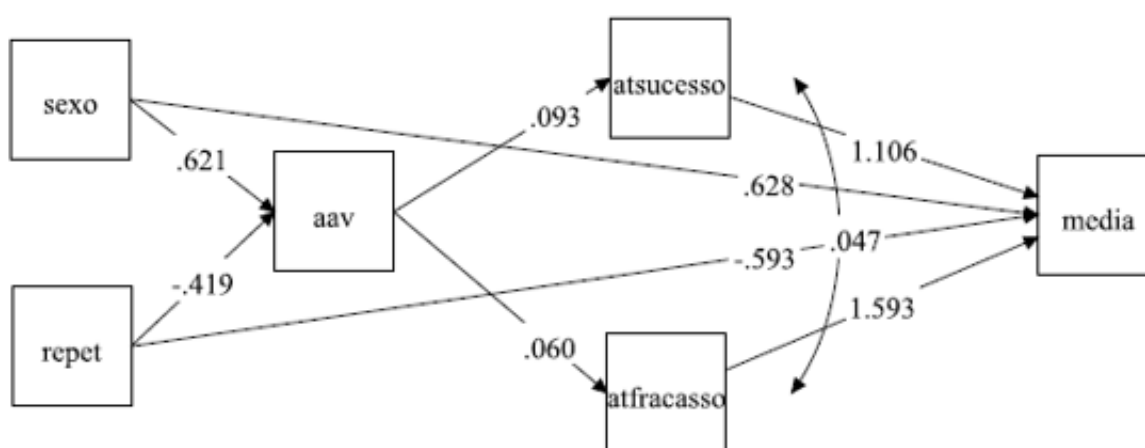 sexo
atsucesso
.093
.621
1.106
aav
.628
media
.047
-.593
-.419
1.593
repet
.060
atfracasso